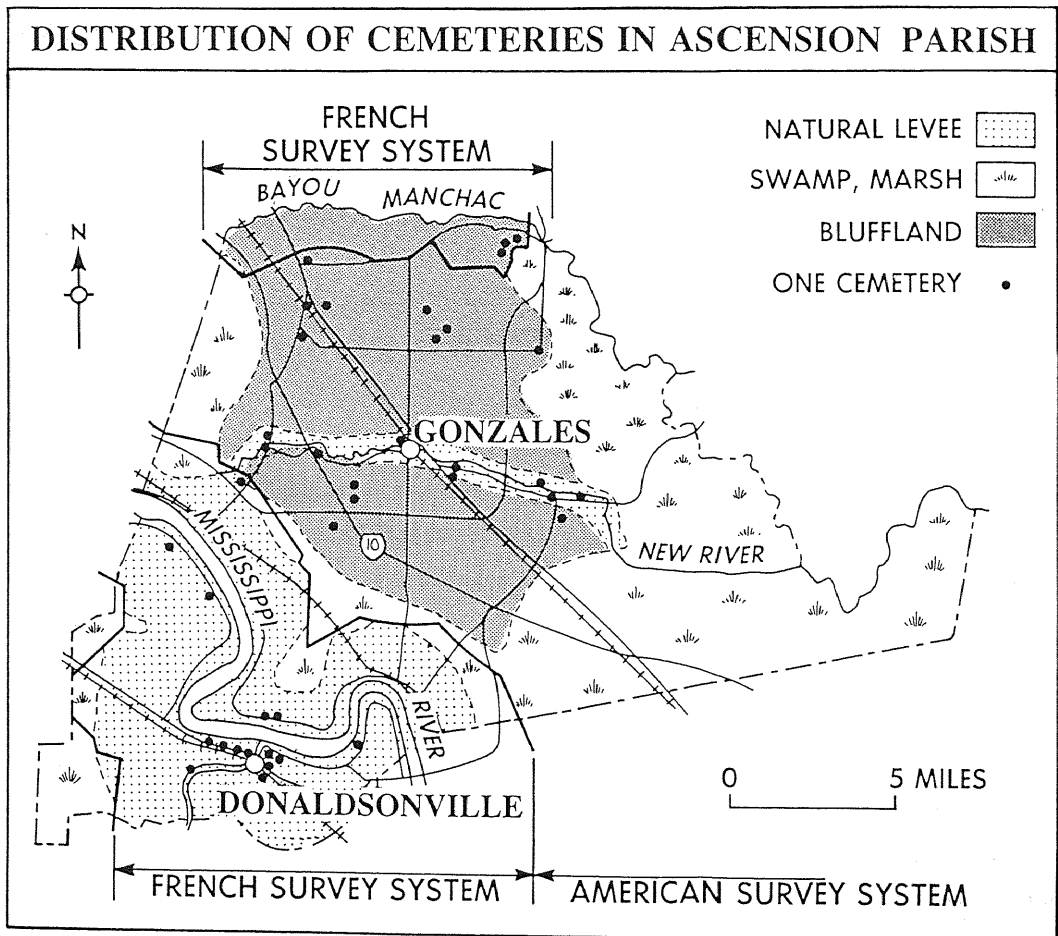 DISTRIBUTION OF CEMETERIES IN ASCENSION PARISH
FRENCH
SURVEY SYSTEM
NATURAL LEVEE
SWAMP, MARSH
BLUFFLAND
ONE CEMETERY
BAYOU MANCHAC
N
GONZALES
MISSISSIPPI
RIVER
10
NEW RIVER
DONALDSONVILLE
0 5 MILES
FRENCH SURVEY SYSTEM
AMERICAN SURVEY SYSTEM